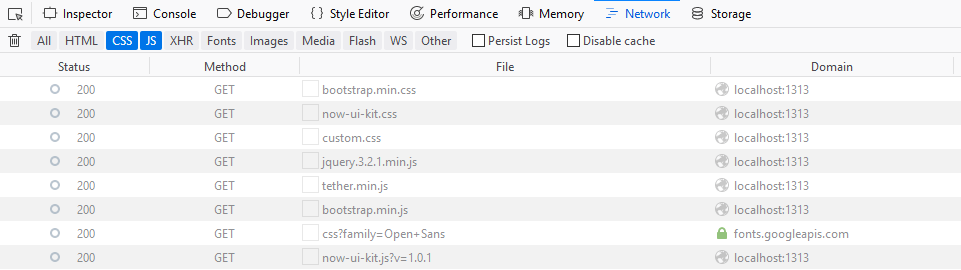 Inspector Console Debugger Style Editor Performance Memory Network Storage
All HTML CSS JS XHR Fonts Images Media Flash WS Other Persist Logs Disable cache
Status Method File Domain
200 GET bootstrap.min.css localhost:1313
200 GET now-ui-kit.css localhost:1313
200 GET custom.css localhost:1313
200 GET jquery.3.2.1.min.js localhost:1313
200 GET tether.min.js localhost:1313
200 GET bootstrap.min.js localhost:1313
200 GET css?family=Open+Sans fonts.googleapis.com
200 GET now-ui-kit.js?v=1.0.1 localhost:1313